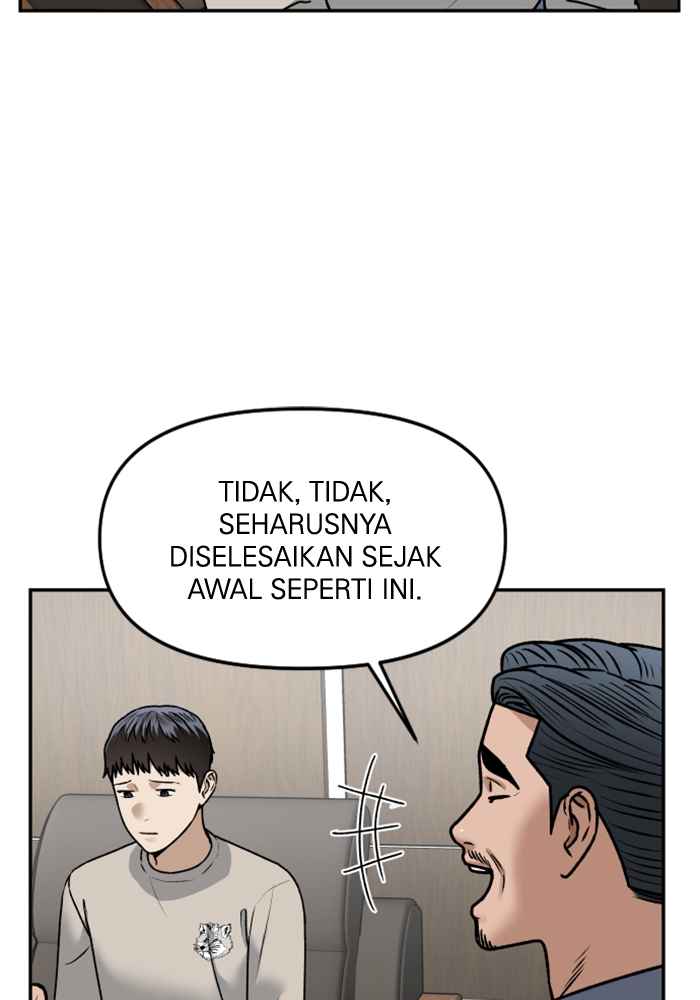 TIDAK, TIDAK,
SEHARUSNYA
DISELESAIKAN SEJAK
AWAL SEPERTI INI.